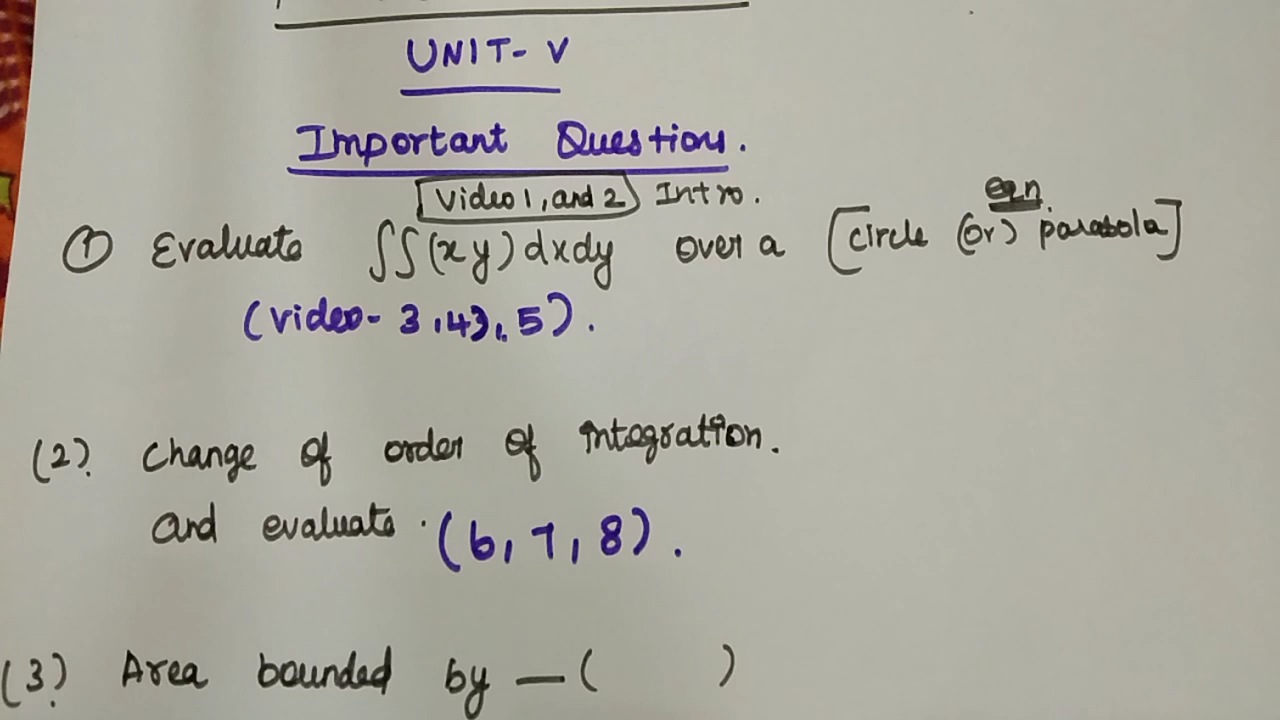 UNIT- V
Important Questions.
Video 1, and 2 Intro.
eqn.
① Evaluate ∫∫(xy)dxdy over a [circle (or) parabola]
(video- 3,4,5).
(2). Change of order of integration.
and evaluate. (6,7,8).
(3). Area bounded by —( )